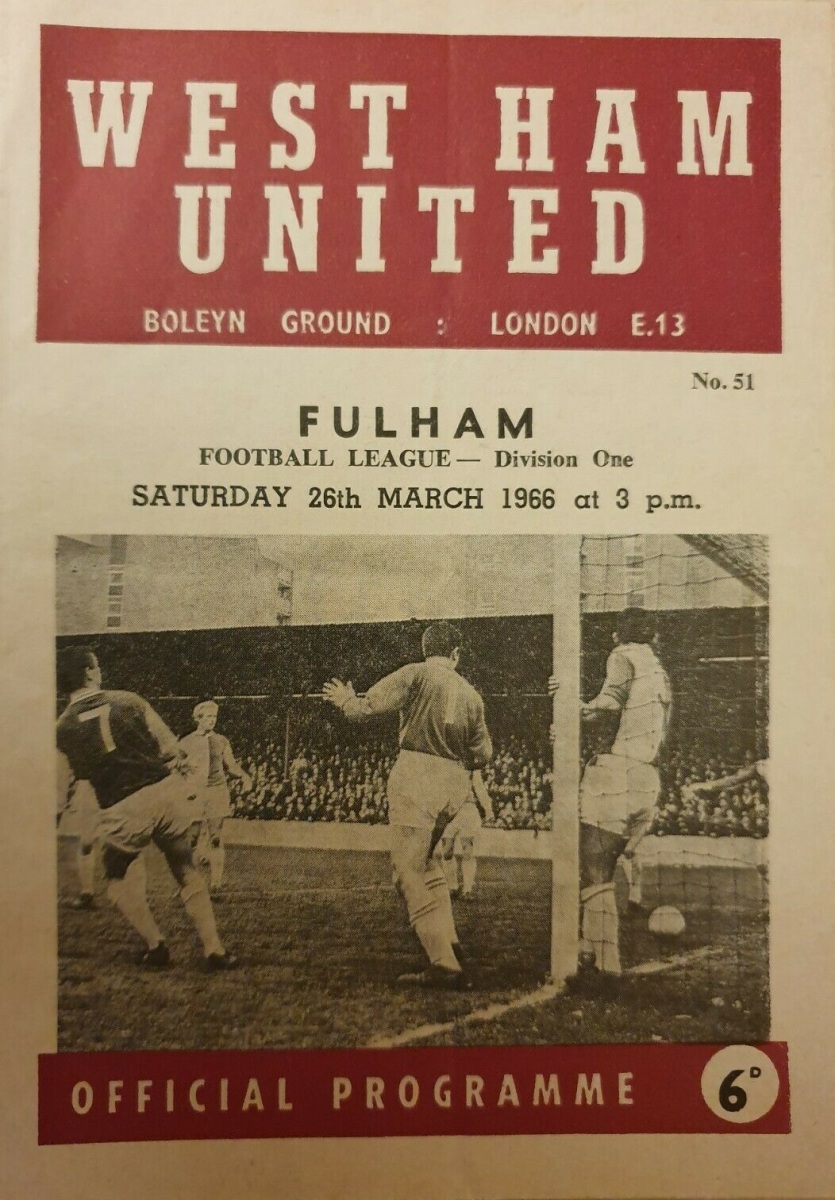 WEST HAM
UNITED
BOLEYN GROUND : LONDON E.13
No. 51
FULHAM
FOOTBALL LEAGUE — Division One
SATURDAY 26th MARCH 1966 at 3 p.m.
7
OFFICIAL PROGRAMME 6D